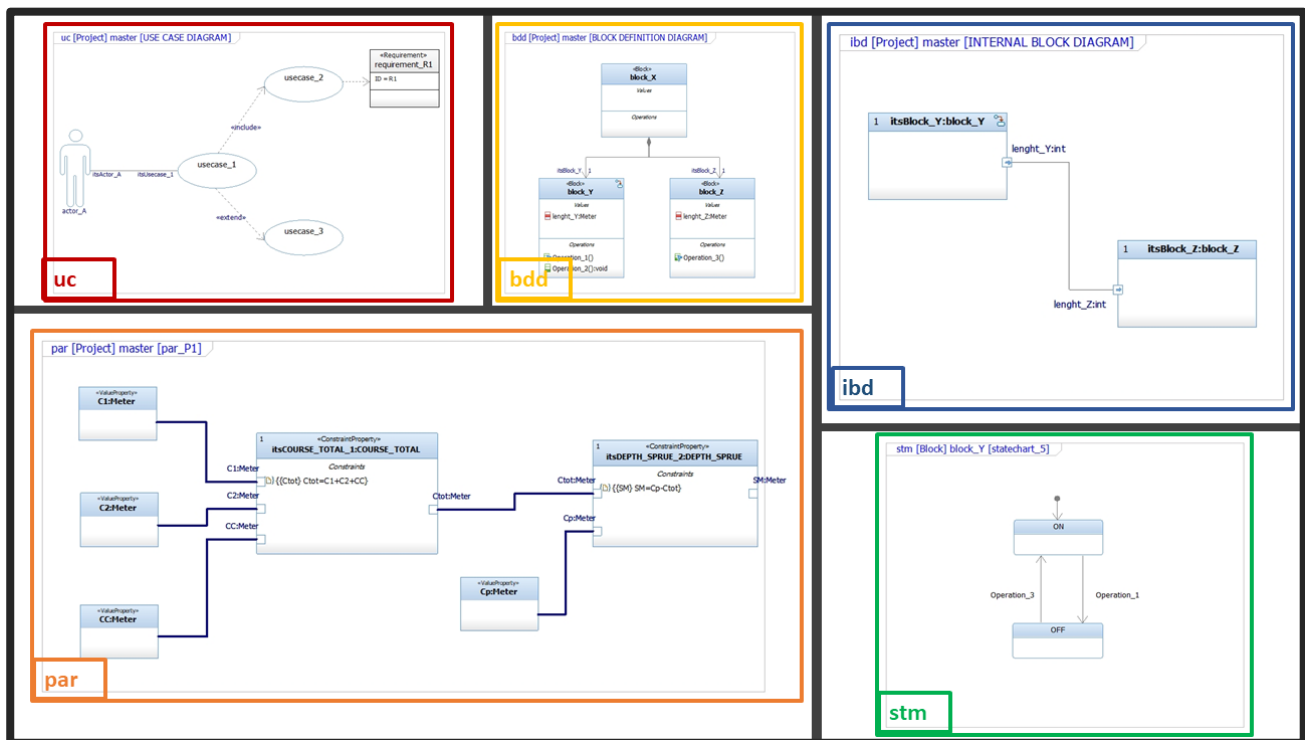 uc [Project] master [USE CASE DIAGRAM]
usecase_2
«Requirement»
requirement_R1
ID = R1
«include»
usecase_1
itsActor_A
itsUsecase_1
actor_A
«extend»
usecase_3
uc
bdd [Project] master [BLOCK DEFINITION DIAGRAM]
«Block»
block_X
Values
Operations
itsBlock_Y 1
itsBlock_Z 1
«Block»
block_Y
Values
lenght_Y:Meter
Operations
Operation_1()
Operation_2():void
«Block»
block_Z
Values
lenght_Z:Meter
Operations
Operation_3()
bdd
ibd [Project] master [INTERNAL BLOCK DIAGRAM]
1 itsBlock_Y:block_Y
lenght_Y:int
1 itsBlock_Z:block_Z
lenght_Z:int
ibd
par [Project] master [par_P1]
«ValueProperty»
C1:Meter
«ValueProperty»
C2:Meter
«ValueProperty»
CC:Meter
C1:Meter
C2:Meter
CC:Meter
1 «ConstraintProperty»
itsCOURSE_TOTAL_1:COURSE_TOTAL
Constraints
{{Ctot} Ctot=C1+C2+CC}
Ctot:Meter
Ctot:Meter
Cp:Meter
«ValueProperty»
Cp:Meter
1 «ConstraintProperty»
itsDEPTH_SPRUE_2:DEPTH_SPRUE
Constraints
{{SM} SM=Cp-Ctot}
SM:Meter
par
stm [Block] block_Y [statechart_5]
ON
Operation_3
Operation_1
OFF
stm